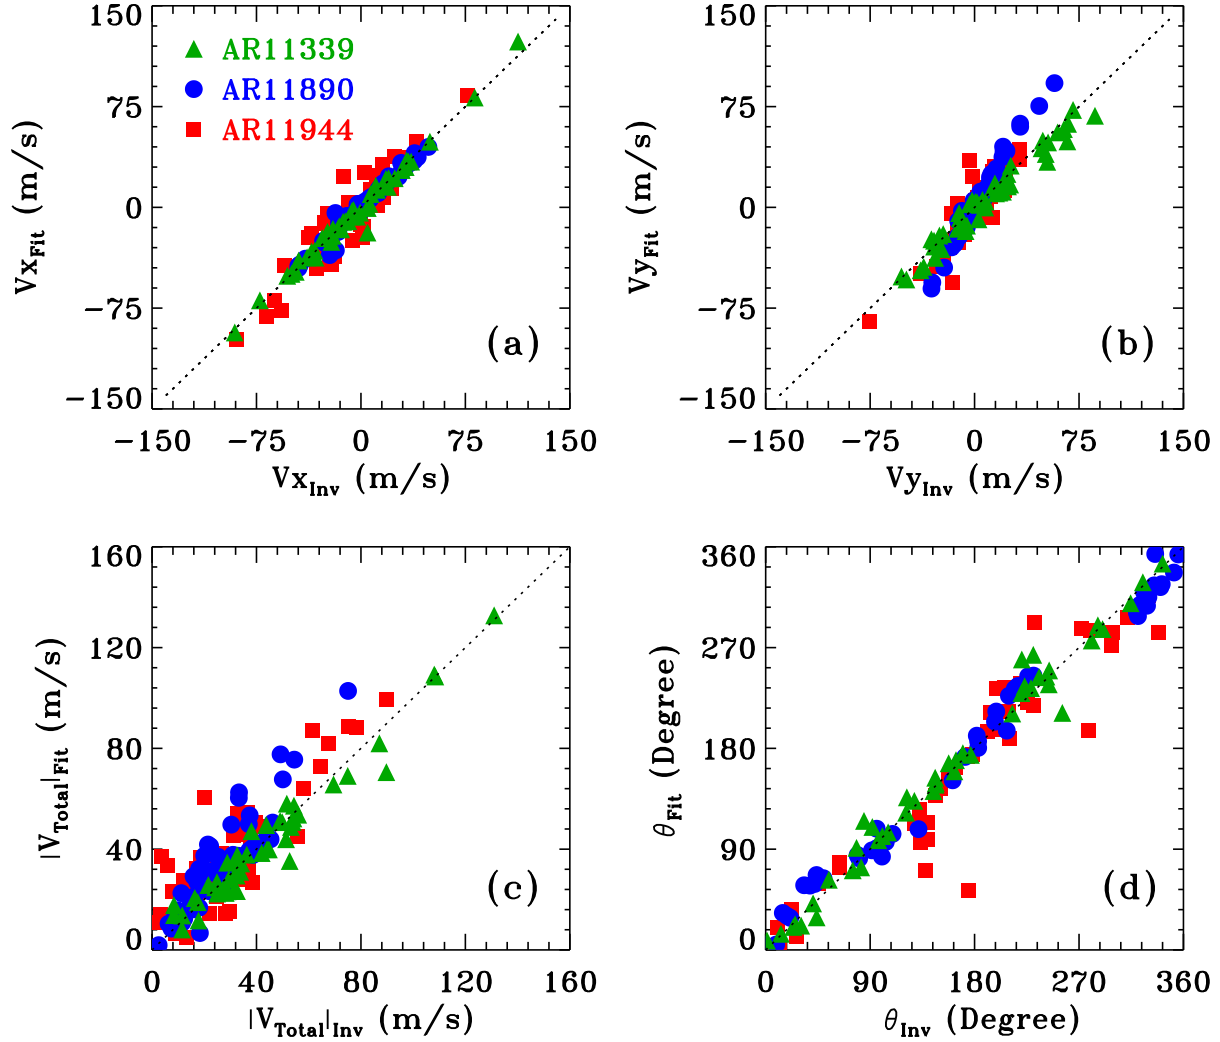 150
75
0
−75
−150
Vx_Fit (m/s)
AR11339
AR11890
AR11944
(a)
−150 −75 0 75 150
Vx_Inv (m/s)
150
75
0
−75
−150
Vy_Fit (m/s)
(b)
−150 −75 0 75 150
Vy_Inv (m/s)
160
120
80
40
0
|V_Total|_Fit (m/s)
(c)
0 40 80 120 160
|V_Total|_Inv (m/s)
360
270
180
90
0
θ_Fit (Degree)
(d)
0 90 180 270 360
θ_Inv (Degree)